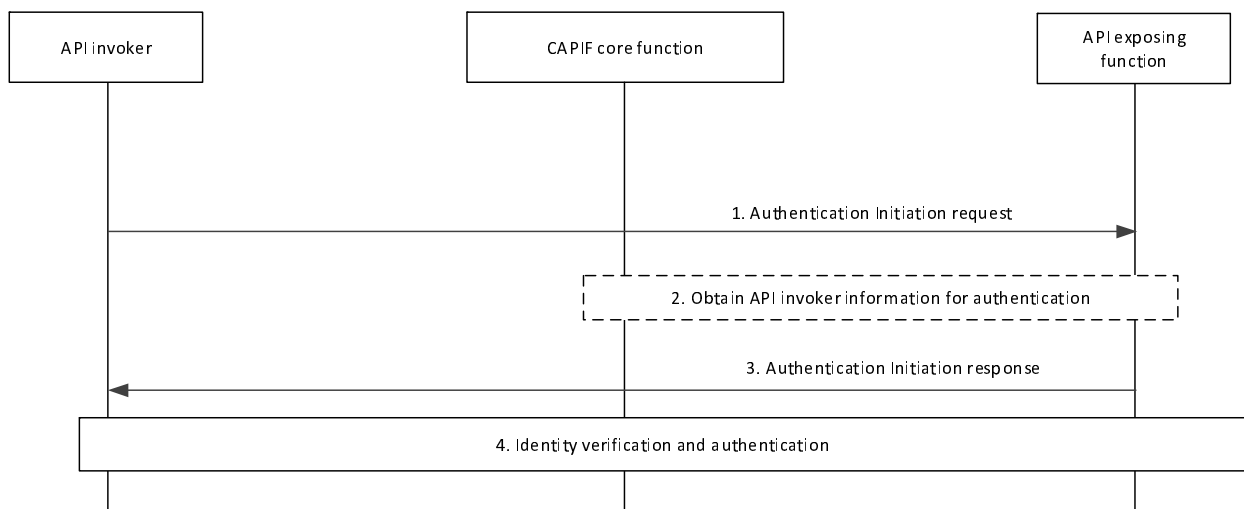 API invoker
CAPIF core function
API exposing
function
1. Authentication Initiation request
2. Obtain API invoker information for authentication
3. Authentication Initiation response
4. Identity verification and authentication